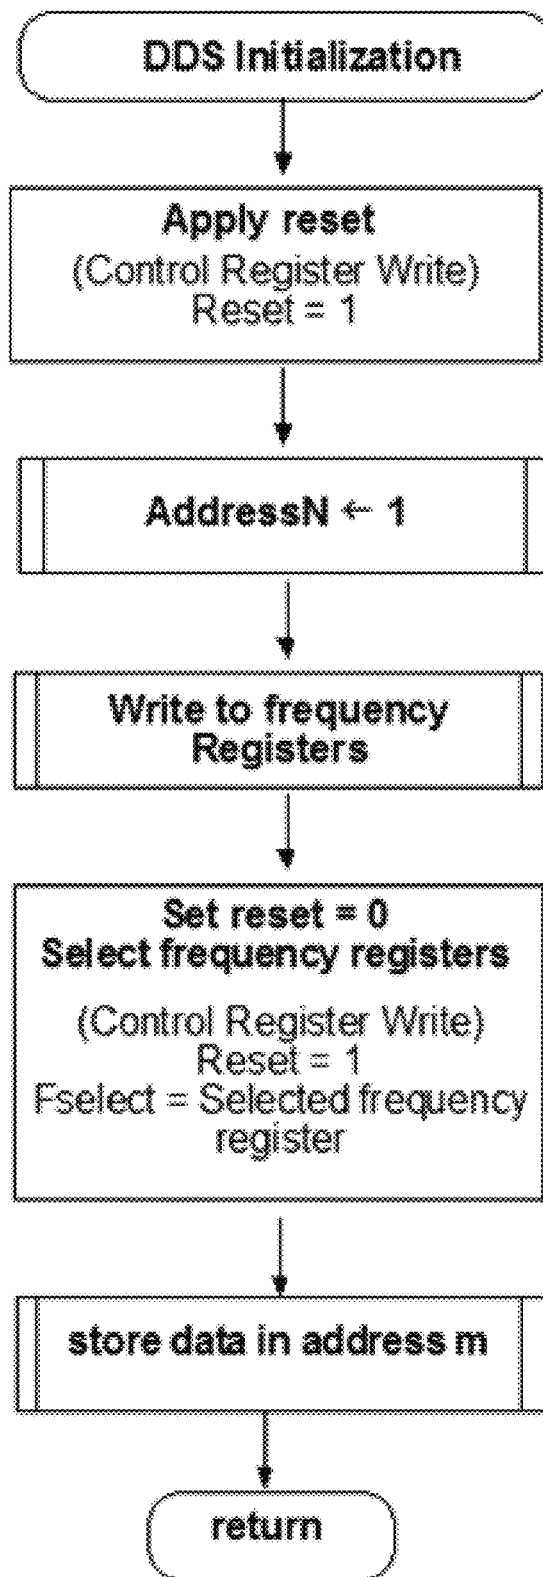 DDS Initialization
Apply reset
(Control Register Write)
Reset = 1
AddressN ← 1
Write to frequency
Registers
Set reset = 0
Select frequency registers
(Control Register Write)
Reset = 1
Fselect = Selected frequency
register
store data in address m
return